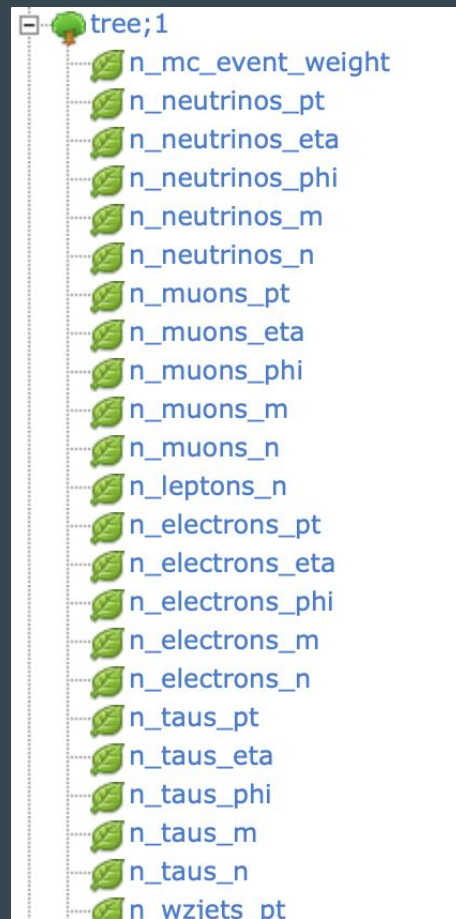 tree;1
n_mc_event_weight
n_neutrinos_pt
n_neutrinos_eta
n_neutrinos_phi
n_neutrinos_m
n_neutrinos_n
n_muons_pt
n_muons_eta
n_muons_phi
n_muons_m
n_muons_n
n_leptons_n
n_electrons_pt
n_electrons_eta
n_electrons_phi
n_electrons_m
n_electrons_n
n_taus_pt
n_taus_eta
n_taus_phi
n_taus_m
n_taus_n
n_wzjets_pt